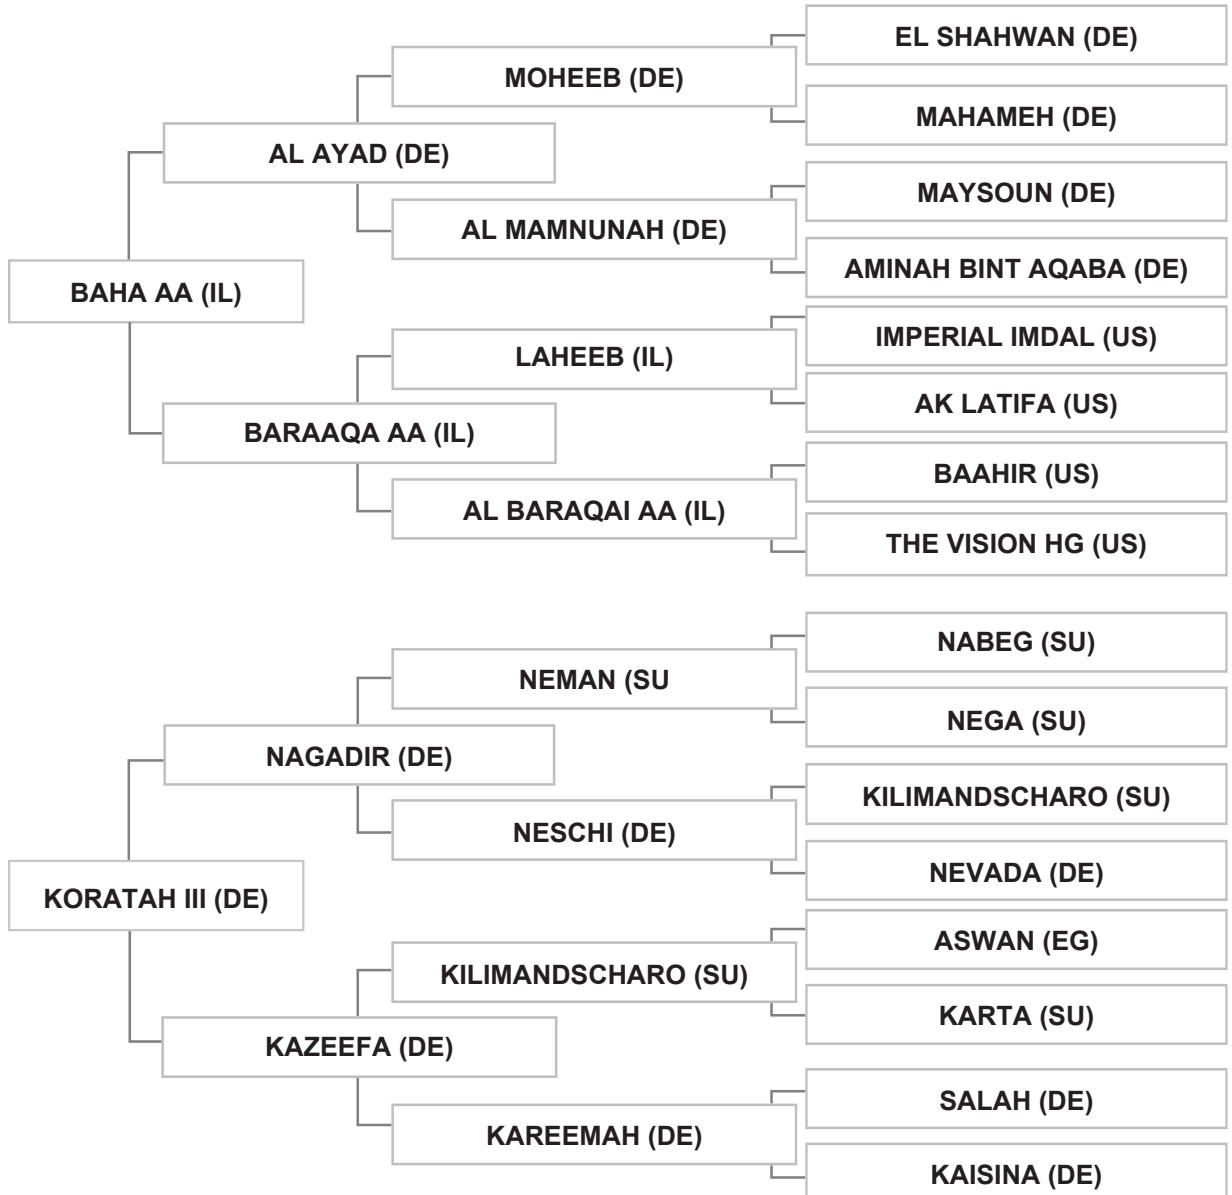 EL SHAHWAN (DE)
MOHEEB (DE)
MAHAMEH (DE)
AL AYAD (DE)
MAYSOUN (DE)
AL MAMNUNAH (DE)
AMINAH BINT AQABA (DE)
BAHA AA (IL)
IMPERIAL IMDAL (US)
LAHEEB (IL)
AK LATIFA (US)
BARAAQA AA (IL)
BAAHIR (US)
AL BARAQAI AA (IL)
THE VISION HG (US)
NABEG (SU)
NEMAN (SU
NEGA (SU)
NAGADIR (DE)
KILIMANDSCHARO (SU)
NESCHI (DE)
NEVADA (DE)
KORATAH III (DE)
ASWAN (EG)
KILIMANDSCHARO (SU)
KARTA (SU)
KAZEEFA (DE)
SALAH (DE)
KAREEMAH (DE)
KAISINA (DE)